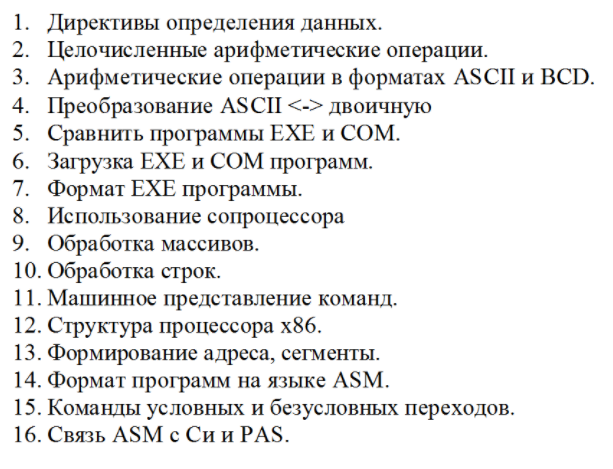 1. Директивы определения данных.
2. Целочисленные арифметические операции.
3. Арифметические операции в форматах ASCII и BCD.
4. Преобразование ASCII <-> двоичную
5. Сравнить программы EXE и COM.
6. Загрузка EXE и COM программ.
7. Формат EXE программы.
8. Использование сопроцессора
9. Обработка массивов.
10. Обработка строк.
11. Машинное представление команд.
12. Структура процессора x86.
13. Формирование адреса, сегменты.
14. Формат программ на языке ASM.
15. Команды условных и безусловных переходов.
16. Связь ASM с Си и PAS.